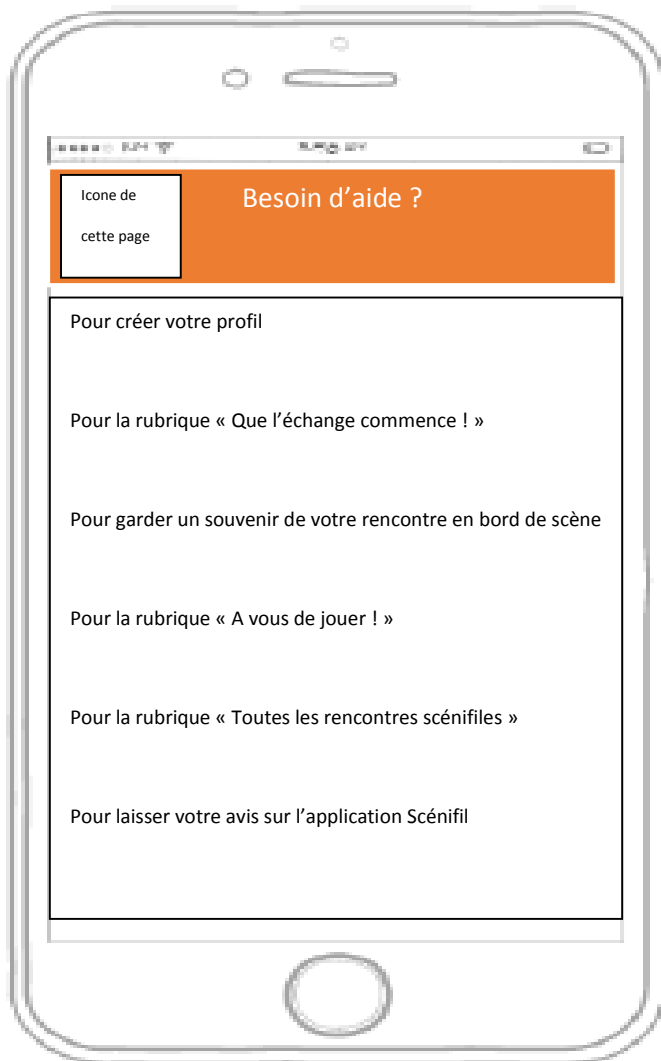 Icone de
cette page
Besoin d'aide ?
Pour créer votre profil
Pour la rubrique « Que l'échange commence ! »
Pour garder un souvenir de votre rencontre en bord de scène
Pour la rubrique « A vous de jouer ! »
Pour la rubrique « Toutes les rencontres scénifiles »
Pour laisser votre avis sur l'application Scénifil